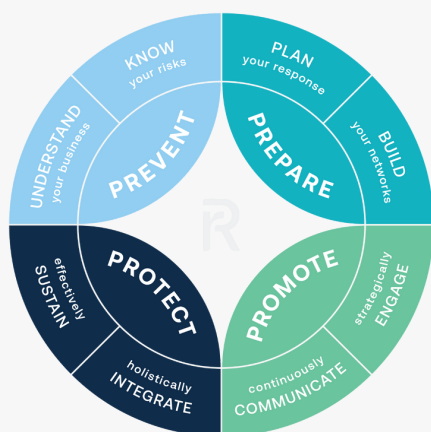 KNOW
your risks
UNDERSTAND
your business
PREVENT
PLAN
your response
BUILD
your networks
PREPARE
strategically
ENGAGE
continuously
COMMUNICATE
PROMOTE
holistically
INTEGRATE
effectively
SUSTAIN
PROTECT
R